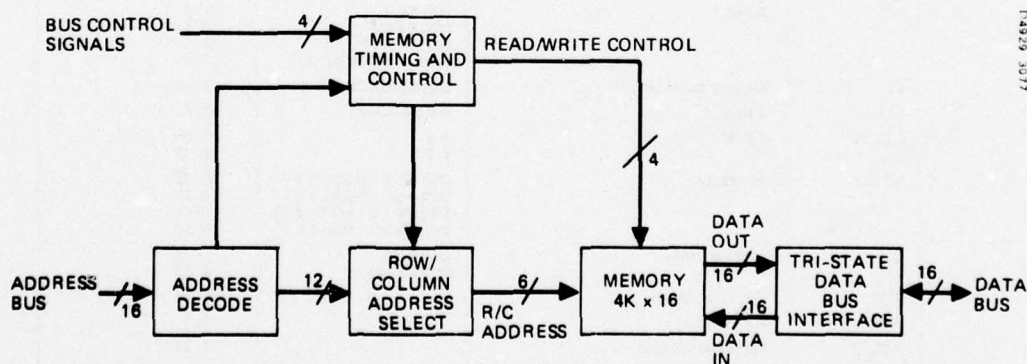 BUS CONTROL
SIGNALS
4
MEMORY
TIMING AND
CONTROL
READ/WRITE CONTROL
4
ADDRESS
BUS
16
ADDRESS
DECODE
12
ROW/
COLUMN
ADDRESS
SELECT
6
R/C
ADDRESS
MEMORY
4K x 16
DATA
OUT
16
16
DATA
IN
TRI-STATE
DATA
BUS
INTERFACE
16
DATA
BUS